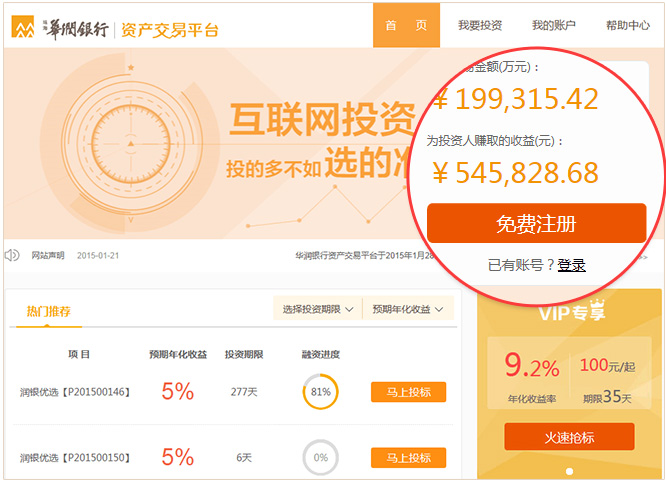 珠海 华润银行 | 资产交易平台
首 页 我要投资 我的账户 帮助中心
易金额(万元)：
￥199,315.42
为投资人赚取的收益(元)：
￥545,828.68
免费注册
已有账号？登录
互联网投资
投的多不如 选的准
网站声明 2015-01-21 华润银行资产交易平台于2015年1月28 >>
热门推荐 选择投资期限 预期年化收益
项 目 预期年化收益 投资期限 融资进度
润银优选【P201500146】 5% 277天 81% 马上投标
润银优选【P201500150】 5% 6天 0% 马上投标
VIP专享
9.2% 100元/起
年化收益率 期限35天
火速抢标